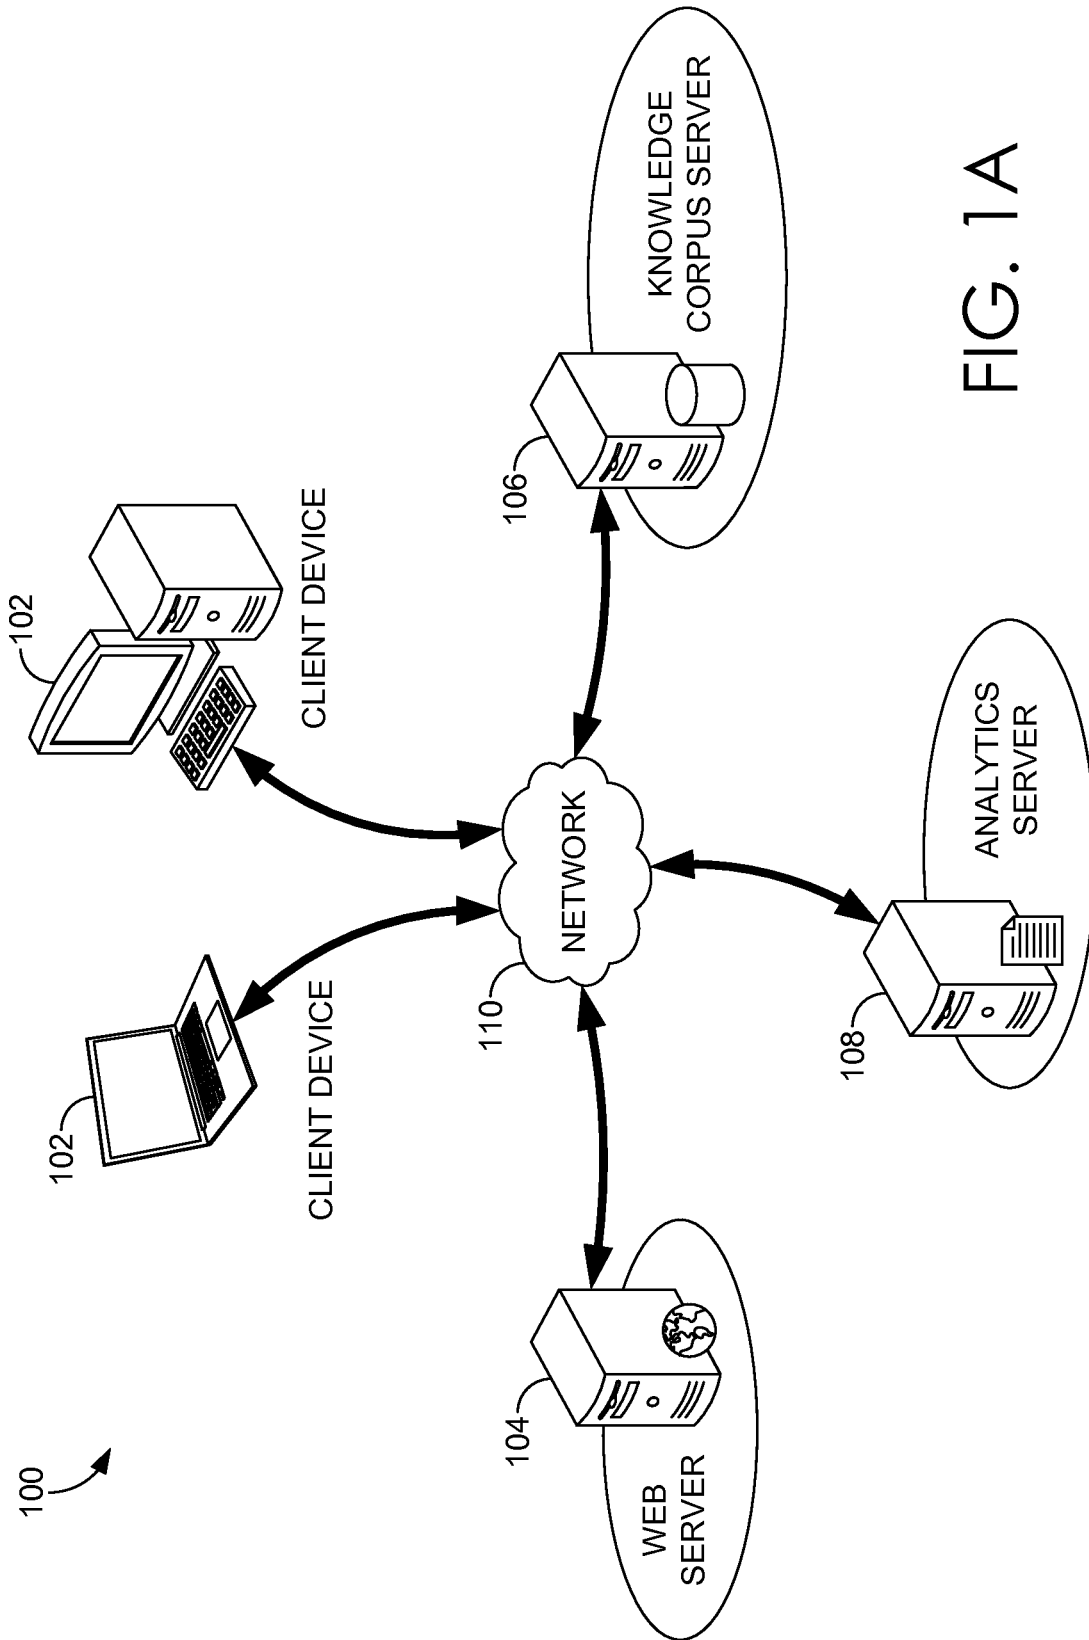 100
102
CLIENT DEVICE
102
CLIENT DEVICE
110
NETWORK
104
WEB
SERVER
106
KNOWLEDGE
CORPUS SERVER
108
ANALYTICS
SERVER
FIG. 1A